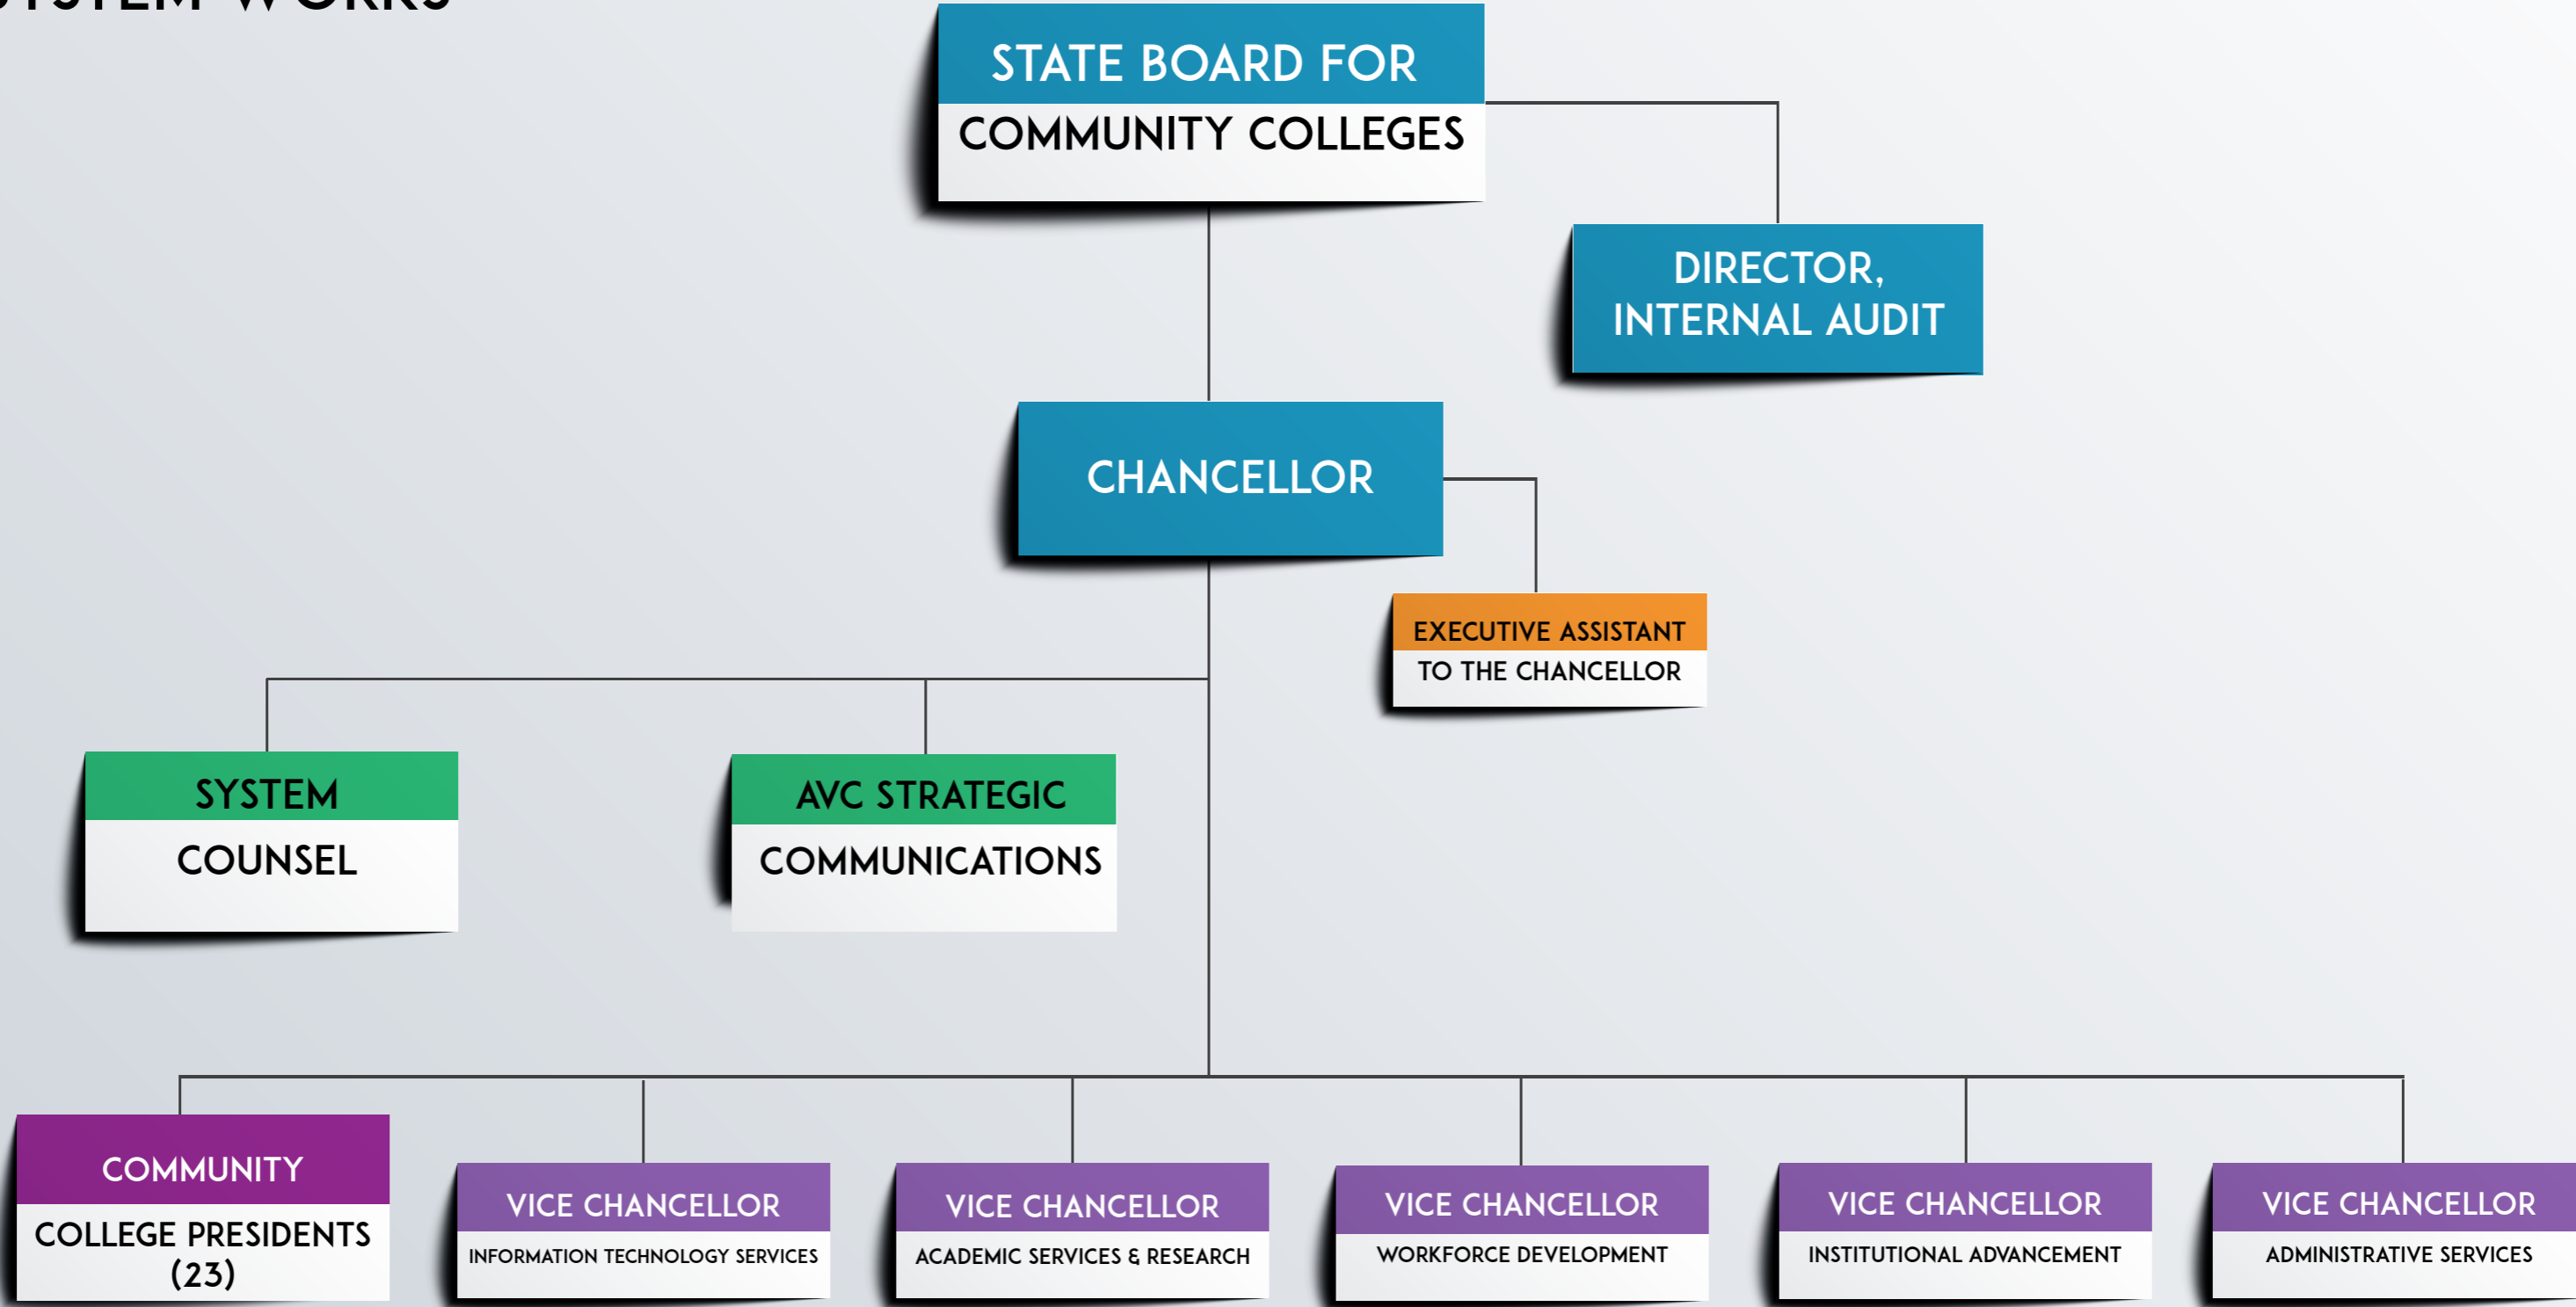 SYSTEM WORKS
STATE BOARD FOR
COMMUNITY COLLEGES
DIRECTOR,
INTERNAL AUDIT
CHANCELLOR
EXECUTIVE ASSISTANT
TO THE CHANCELLOR
SYSTEM
COUNSEL
AVC STRATEGIC
COMMUNICATIONS
COMMUNITY
COLLEGE PRESIDENTS
(23)
VICE CHANCELLOR
INFORMATION TECHNOLOGY SERVICES
VICE CHANCELLOR
ACADEMIC SERVICES & RESEARCH
VICE CHANCELLOR
WORKFORCE DEVELOPMENT
VICE CHANCELLOR
INSTITUTIONAL ADVANCEMENT
VICE CHANCELLOR
ADMINISTRATIVE SERVICES